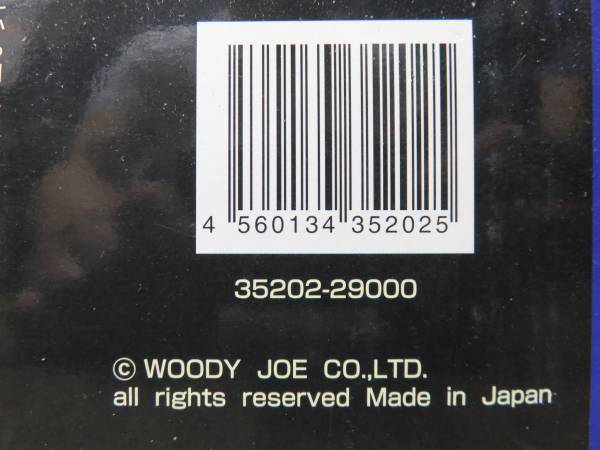 4 560134 352025
35202-29000
© WOODY JOE CO.,LTD.
all rights reserved Made in Japan